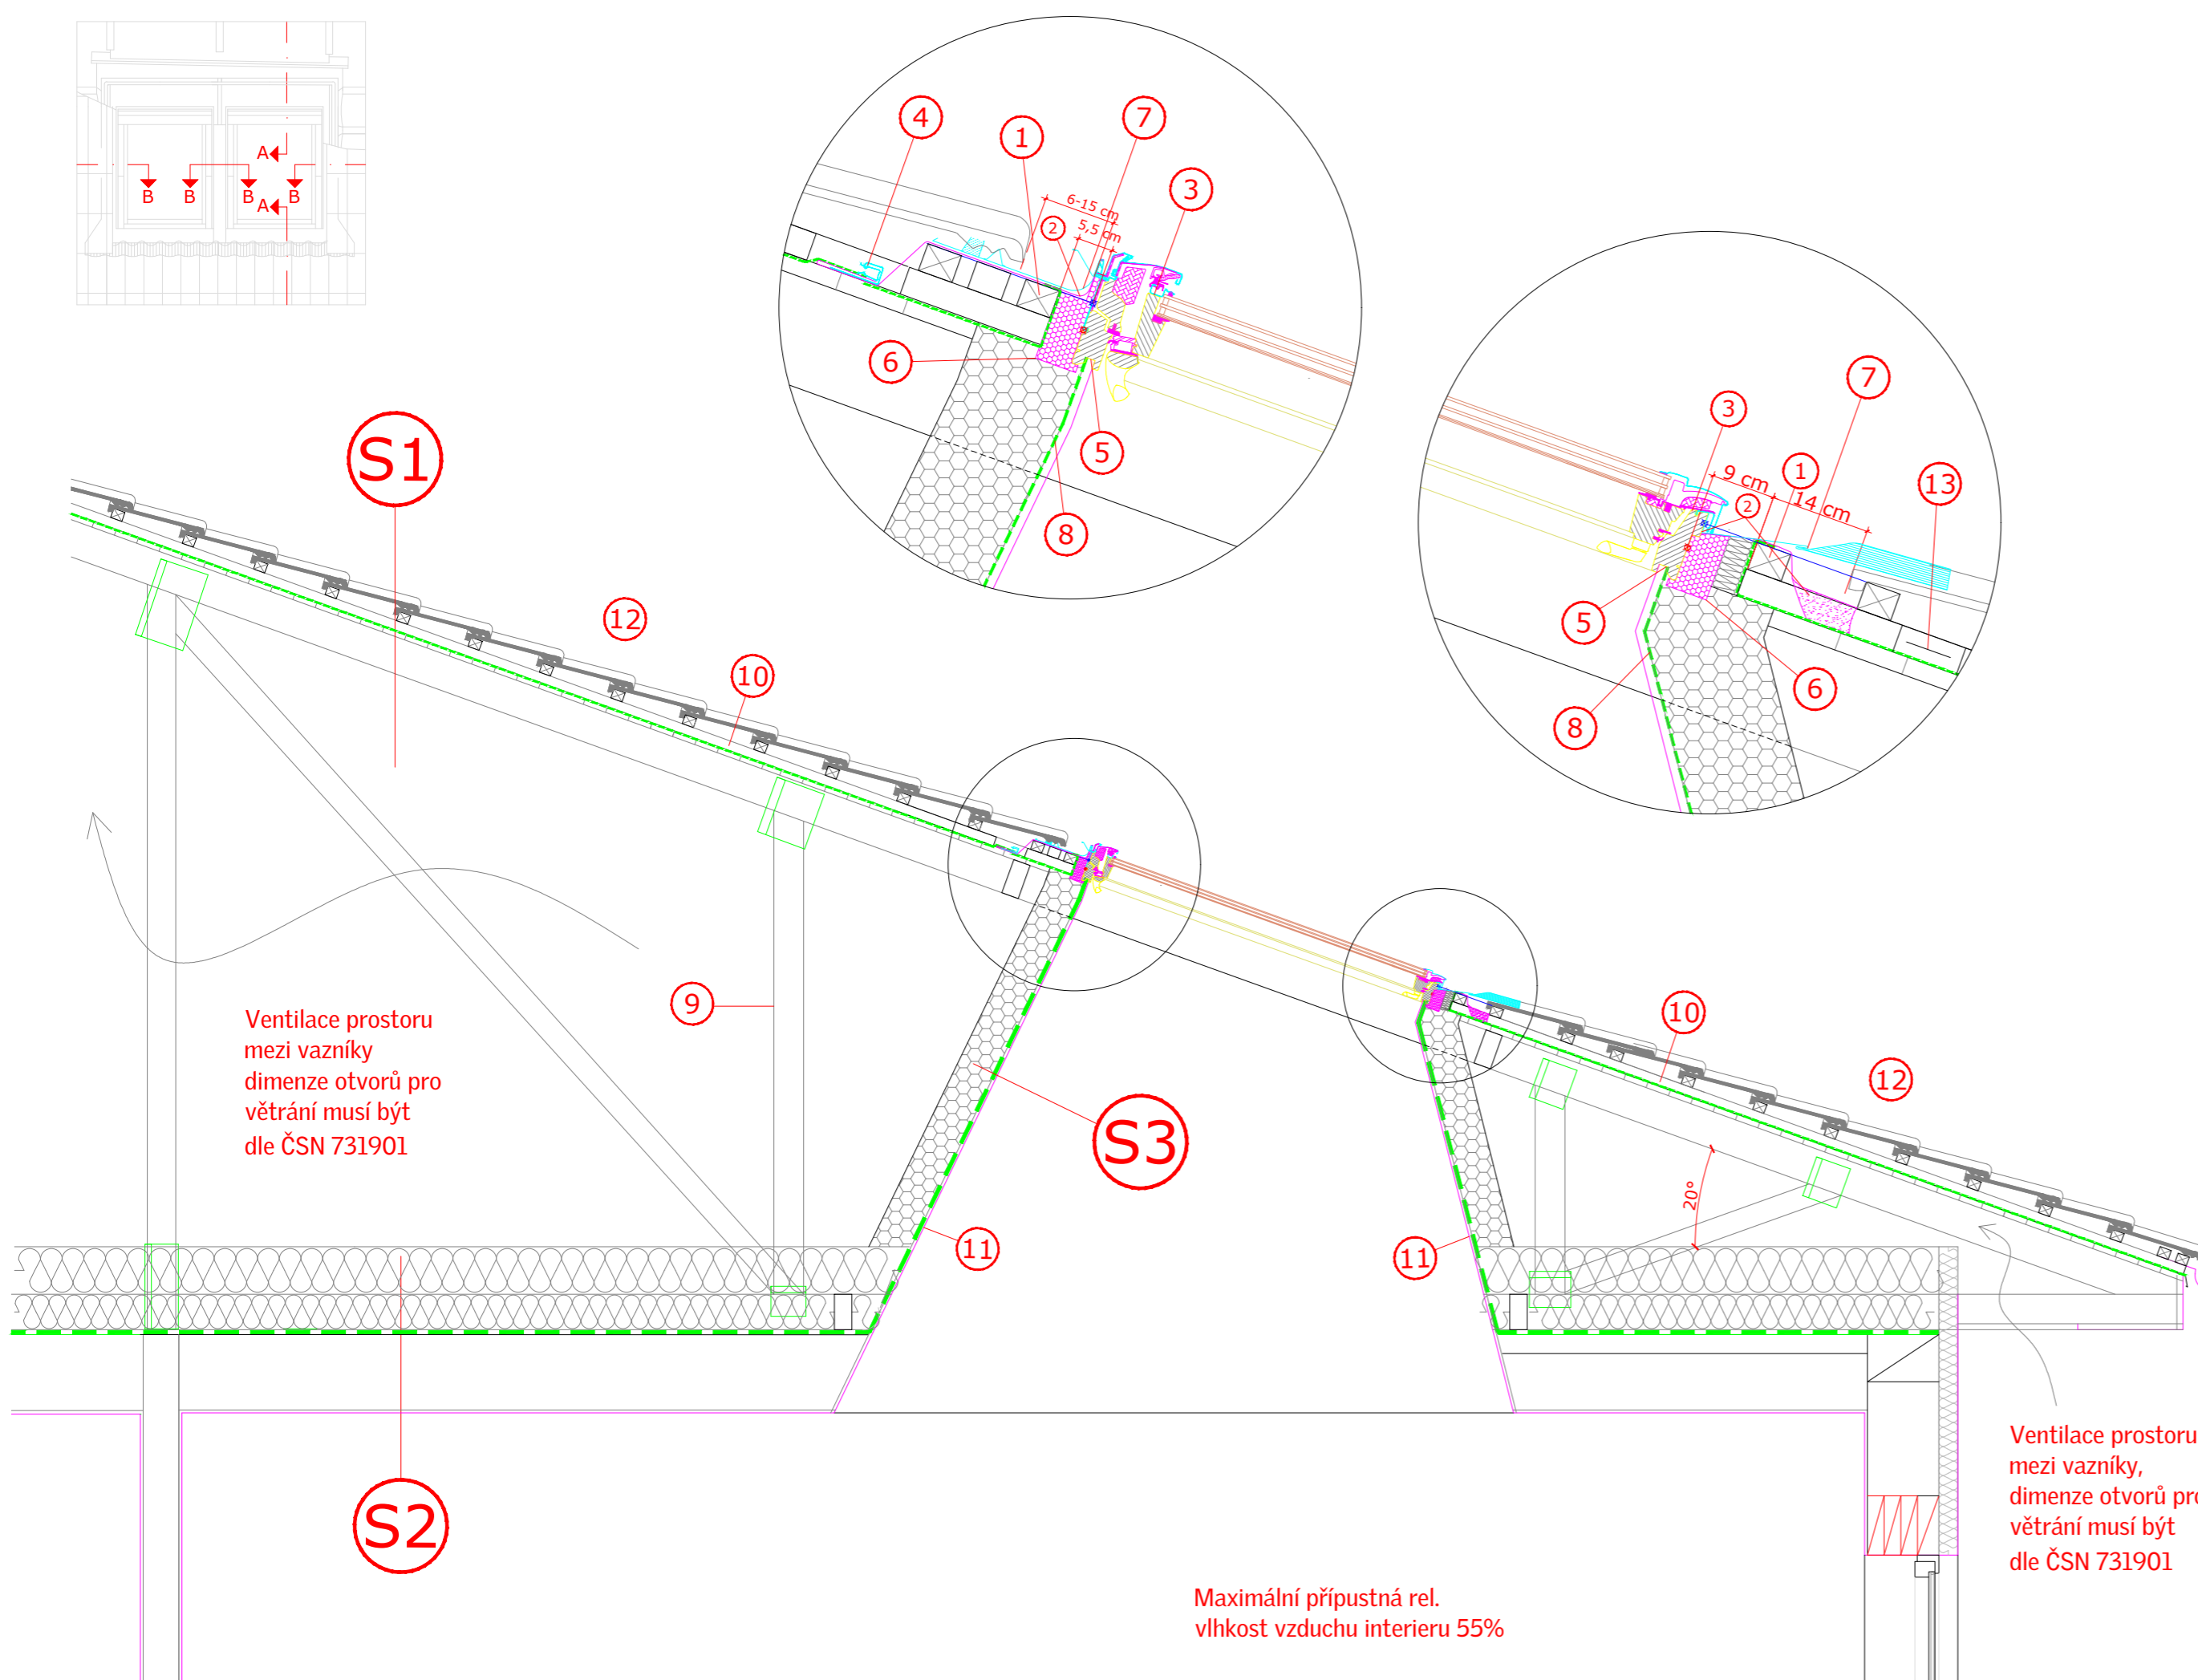 A
B
B
B
B
A
4
1
7
3
6-15 cm
2
5,5 cm
6
5
8
3
7
9 cm
1
2
14 cm
13
5
6
8
S1
12
10
9
Ventilace prostoru
mezi vazníky
dimenze otvorů pro
větrání musí být
dle ČSN 731901
S3
11
10
12
20°
11
S2
Ventilace prostoru
mezi vazníky,
dimenze otvorů pro
větrání musí být
dle ČSN 731901
Maximální přípustná rel.
vlhkost vzduchu interieru 55%